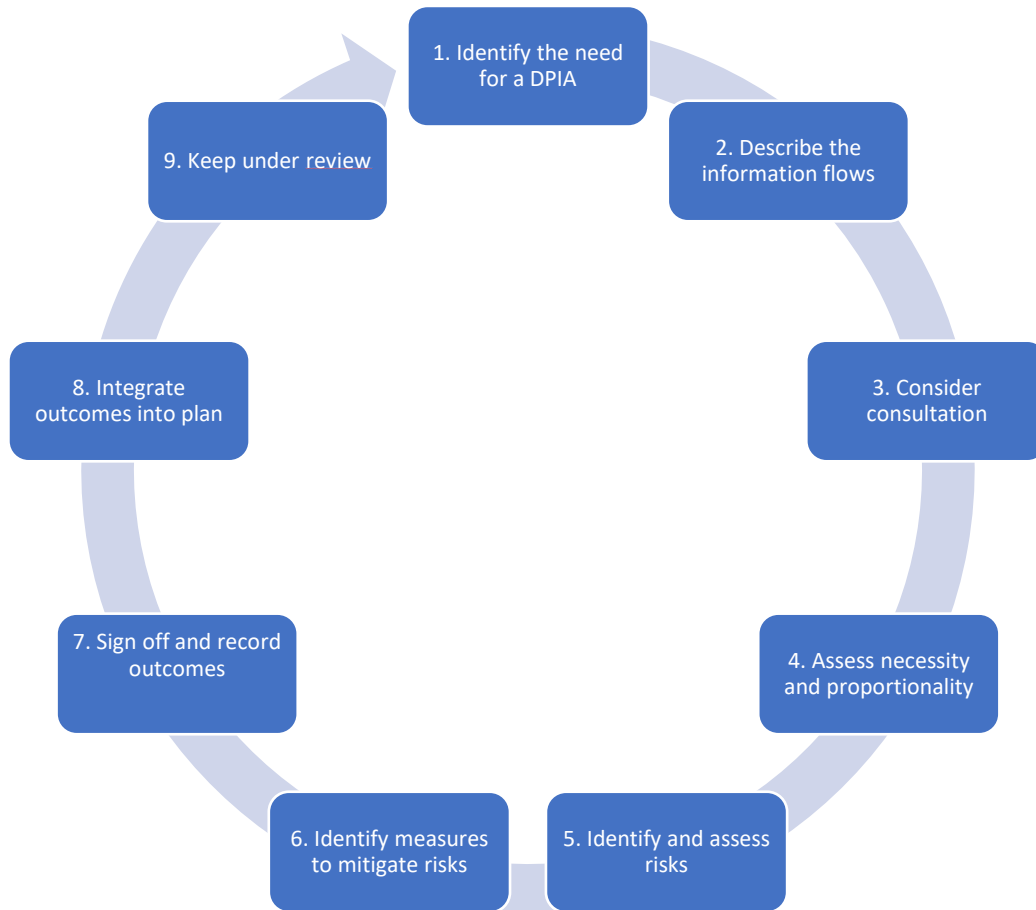 1. Identify the need
for a DPIA
2. Describe the
information flows
3. Consider
consultation
4. Assess necessity
and proportionality
5. Identify and assess
risks
6. Identify measures
to mitigate risks
7. Sign off and record
outcomes
8. Integrate
outcomes into plan
9. Keep under review